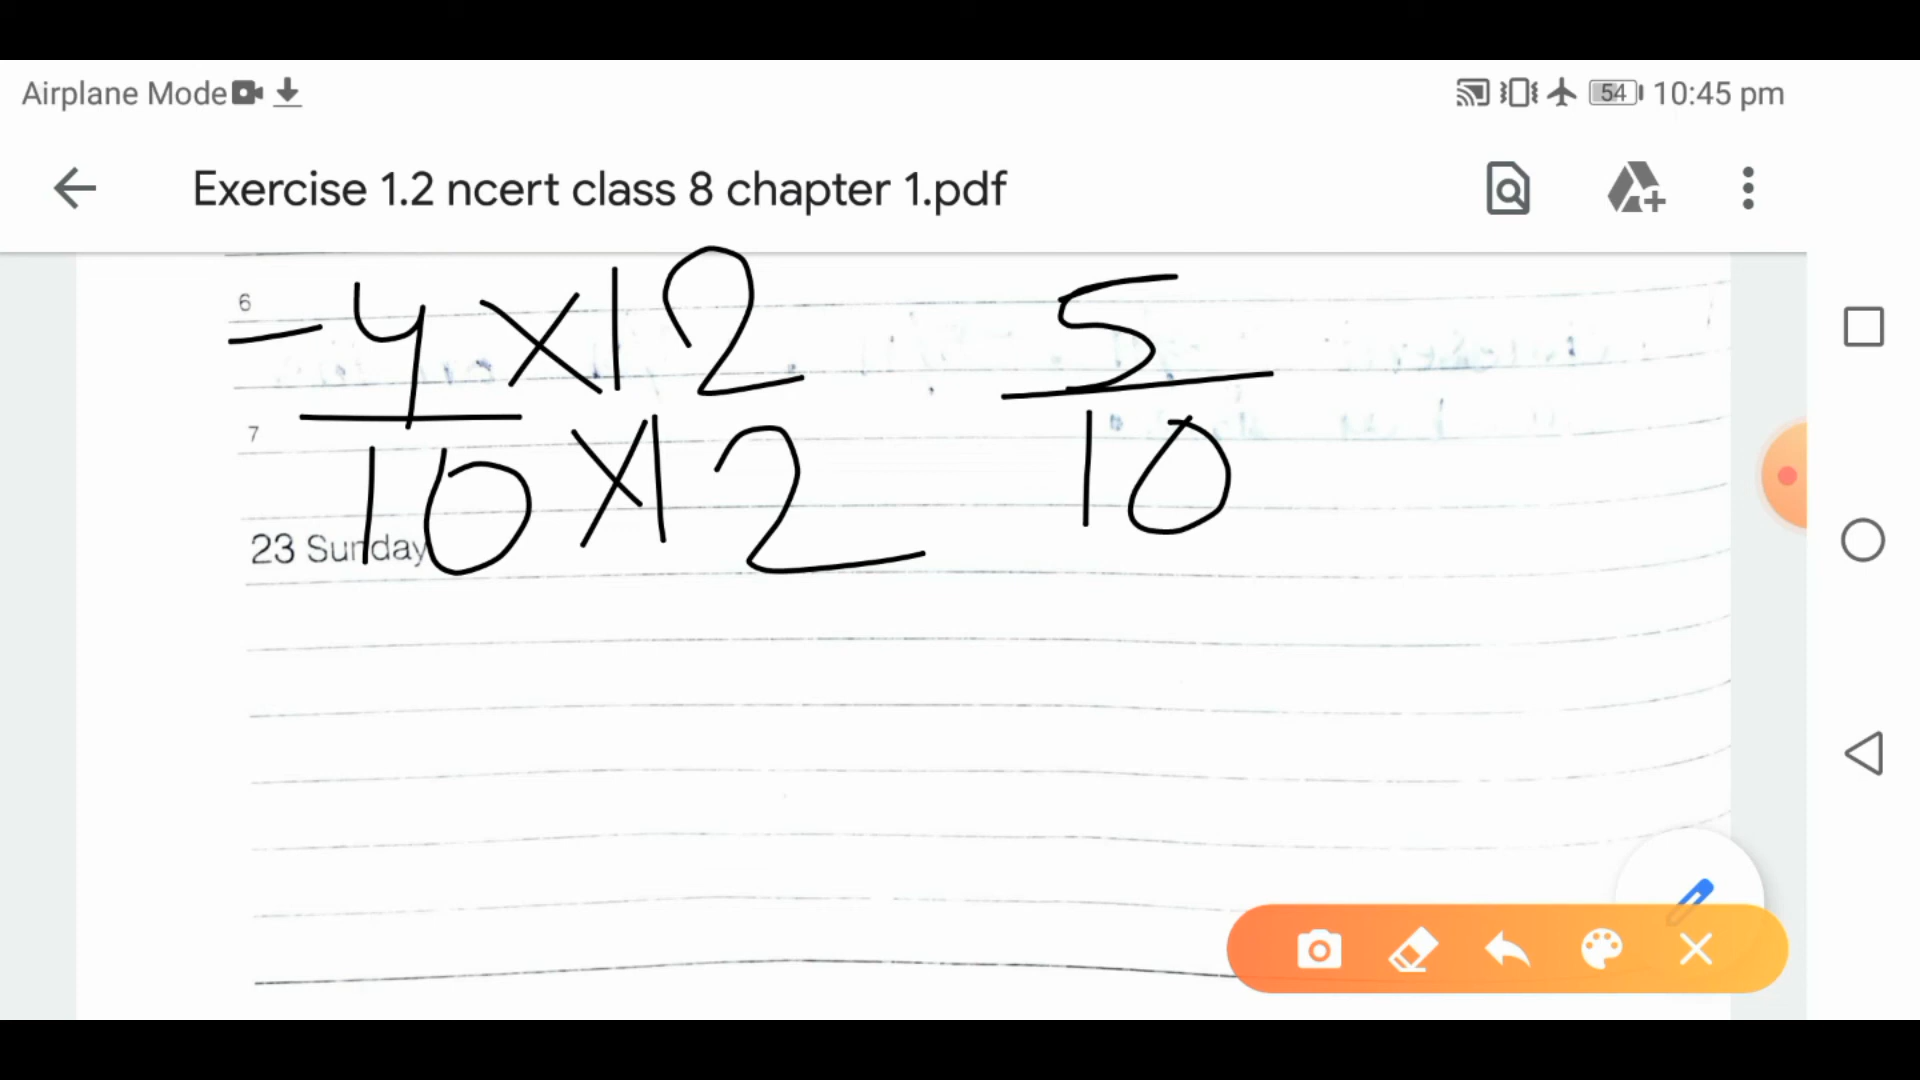 Airplane Mode 54 10:45 pm
Exercise 1.2 ncert class 8 chapter 1.pdf
6
-4×12 5
7
10×12 10
23 Sunday